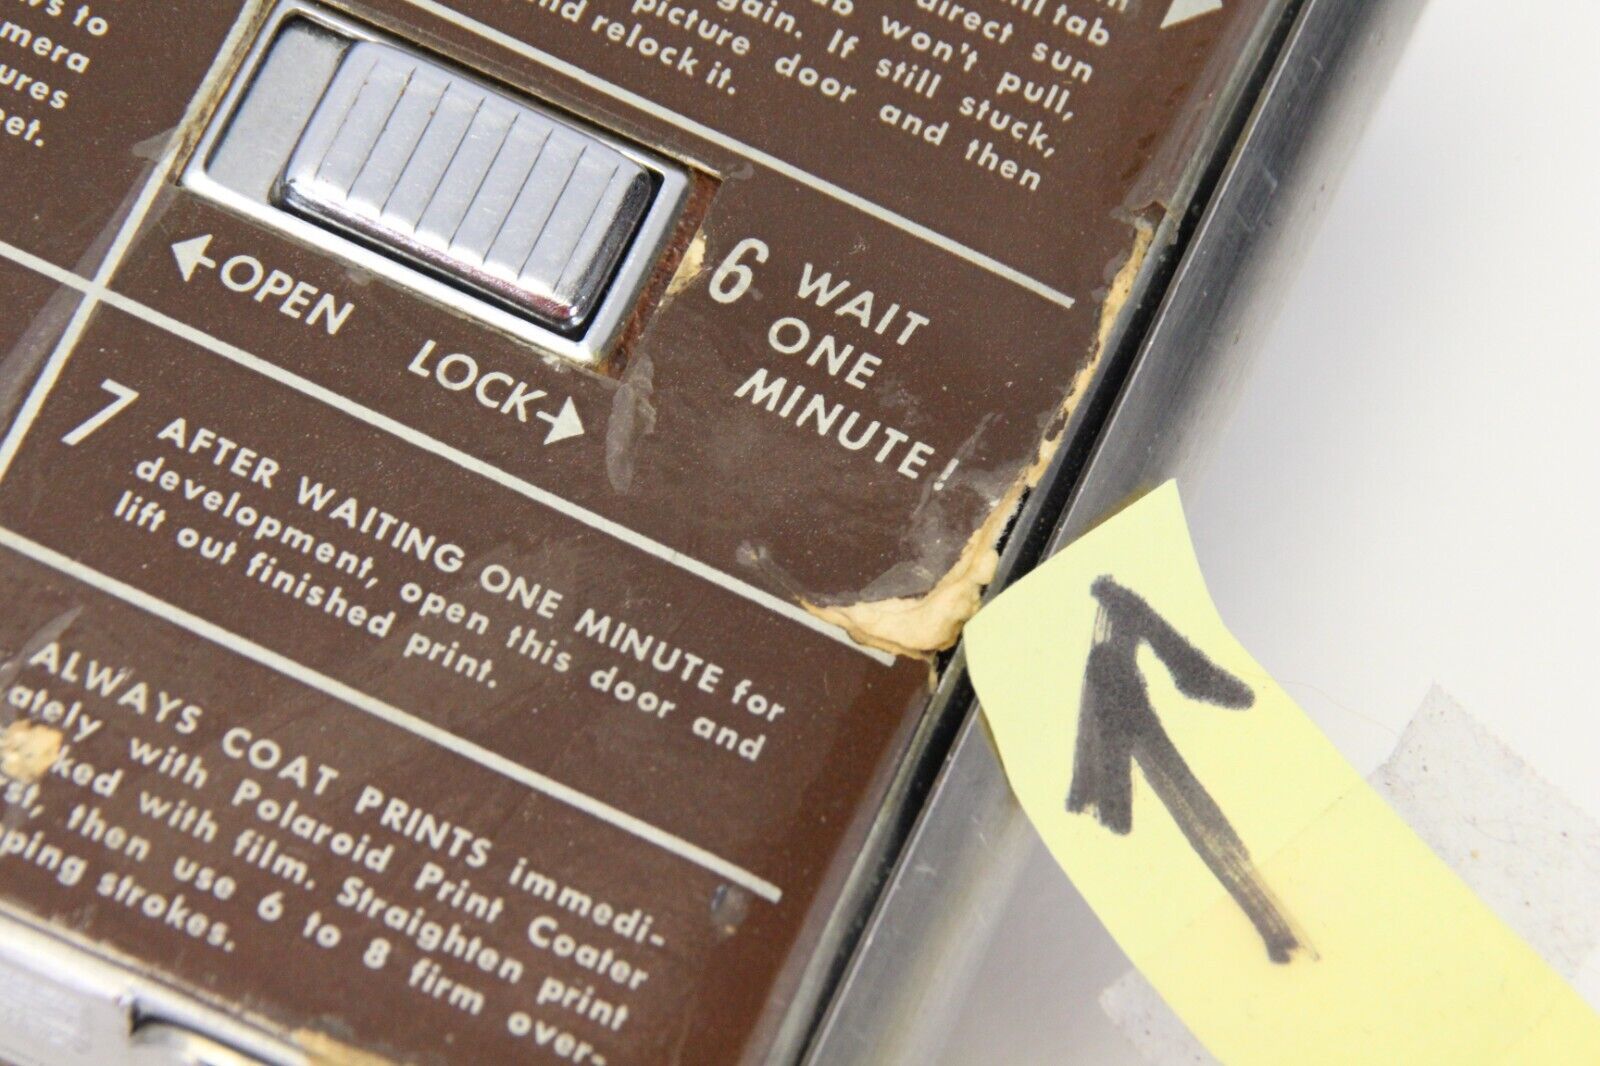 ws to
mera
ures
eet.
tab
direct sun
won't pull,
gain. If still stuck,
picture door and then
and relock it.
←OPEN
LOCK→
6 WAIT
ONE
MINUTE!
7 AFTER WAITING ONE MINUTE for
development, open this door and
lift out finished print.
ALWAYS COAT PRINTS immedi-
ately with Polaroid Print Coater
ked with film. Straighten print
rst, then use 6 to 8 firm over-
ping strokes.